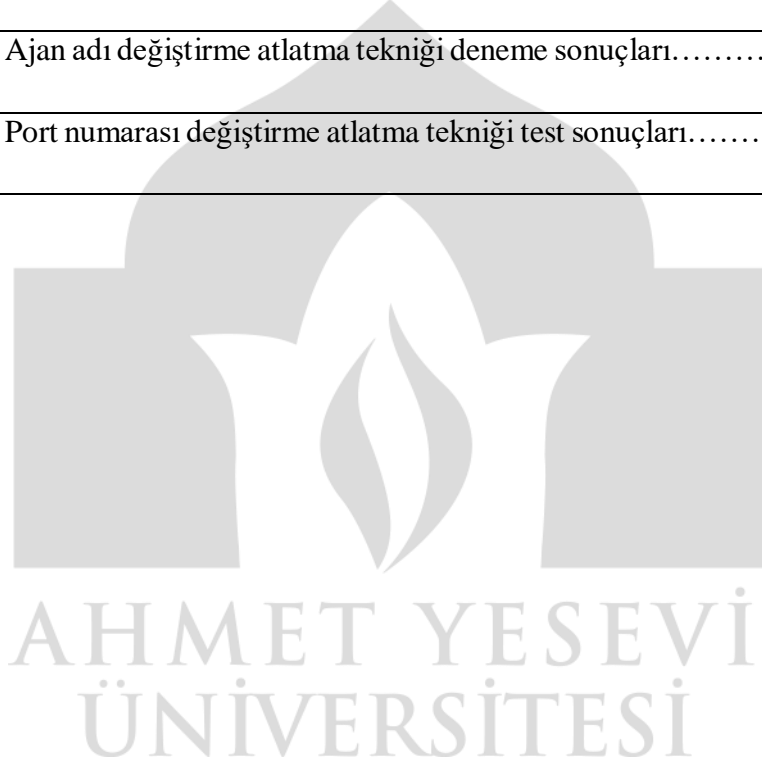 Ajan adı değiştirme atlatma tekniği deneme sonuçları………
Port numarası değiştirme atlatma tekniği test sonuçları…….
AHMET YESEVİ
ÜNİVERSİTESİ